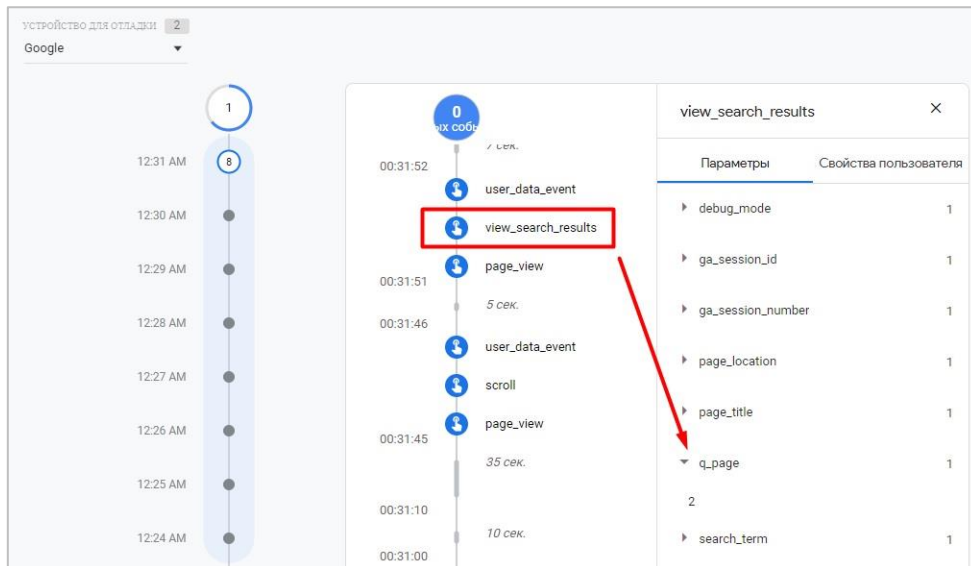 УСТРОЙСТВО ДЛЯ ОТЛАДКИ 2
Google
1
12:31 AM 8
12:30 AM
12:29 AM
12:28 AM
12:27 AM
12:26 AM
12:25 AM
12:24 AM
0
ых собы
7 сек.
00:31:52
user_data_event
view_search_results
page_view
00:31:51
5 сек.
00:31:46
user_data_event
scroll
page_view
00:31:45
35 сек.
00:31:10
10 сек.
00:31:00
view_search_results
Параметры Свойства пользователя
debug_mode 1
ga_session_id 1
ga_session_number 1
page_location 1
page_title 1
q_page 1
2
search_term 1